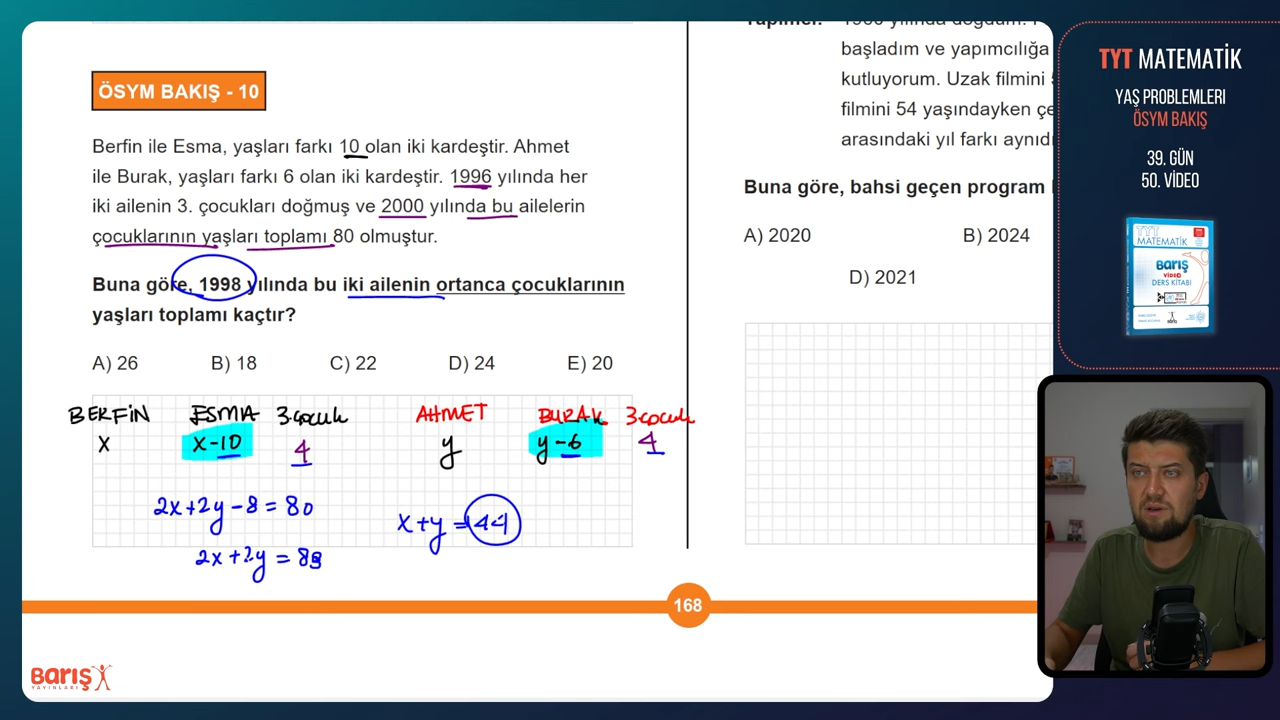 ÖSYM BAKIŞ - 10
Berfin ile Esma, yaşları farkı 10 olan iki kardeştir. Ahmet
ile Burak, yaşları farkı 6 olan iki kardeştir. 1996 yılında her
iki ailenin 3. çocukları doğmuş ve 2000 yılında bu ailelerin
çocuklarının yaşları toplamı 80 olmuştur.
Buna göre, 1998 yılında bu iki ailenin ortanca çocuklarının
yaşları toplamı kaçtır?
A) 26 B) 18 C) 22 D) 24 E) 20
BERFİN ESMA 3.çocuk AHMET BURAK 3.çocuk
x x-10 4 y y-6 4
2x+2y-8=80 x+y=44
2x+2y=88
başladım ve yapımcılığa
kutluyorum. Uzak filmini
filmini 54 yaşındayken çe
arasındaki yıl farkı aynıd
Buna göre, bahsi geçen program
A) 2020 B) 2024
D) 2021
168
BARIŞ
YAYINLARI
TYT MATEMATİK
YAŞ PROBLEMLERI
ÖSYM BAKIŞ
39. GÜN
50. VİDEO
TYT
MATEMATİK
BARIŞ
VİDEO
DERS KİTABI